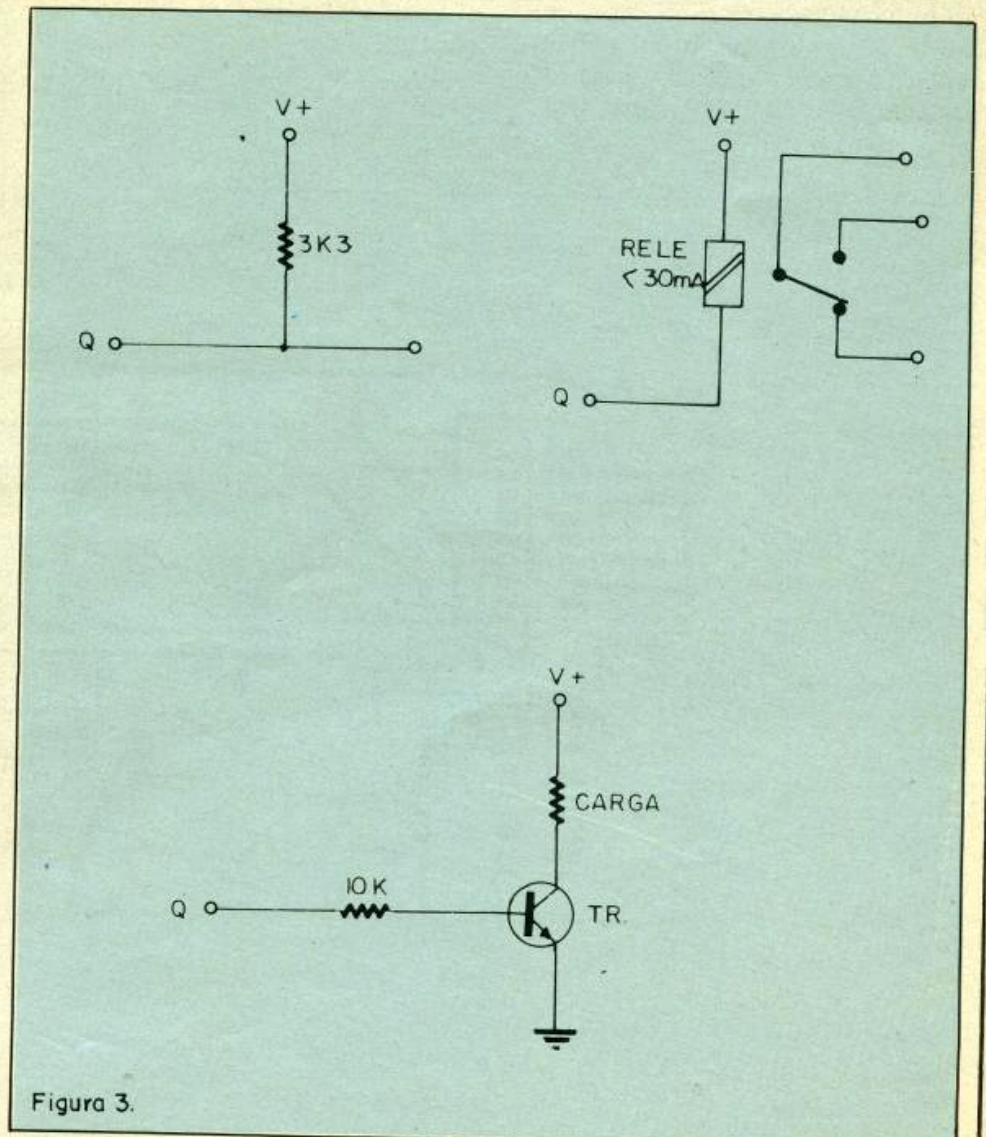 V+
3K3
Q
V+
RELE
< 30mA
Q
V+
CARGA
10K
Q
TR.
Figura 3.